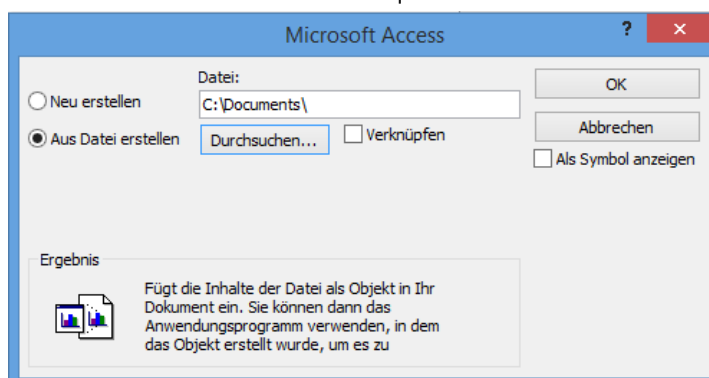 Microsoft Access
?
Datei:
OK
Neu erstellen
C:\Documents\
Aus Datei erstellen
Durchsuchen...
Verknüpfen
Abbrechen
Als Symbol anzeigen
Ergebnis
Fügt die Inhalte der Datei als Objekt in Ihr
Dokument ein. Sie können dann das
Anwendungsprogramm verwenden, in dem
das Objekt erstellt wurde, um es zu